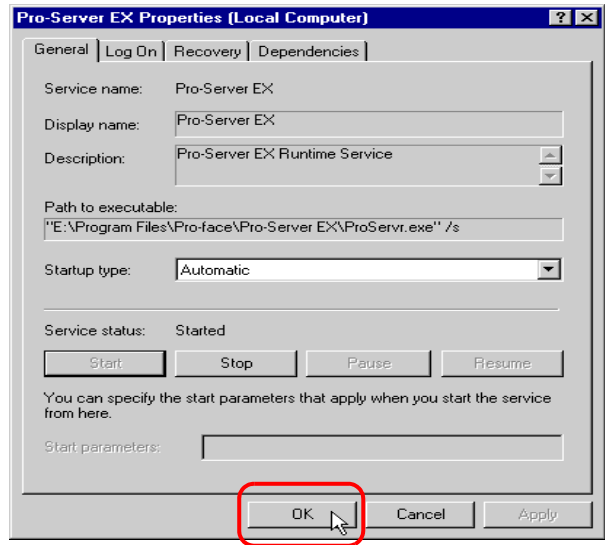 Pro-Server EX Properties (Local Computer)
General Log On Recovery Dependencies
Service name: Pro-Server EX
Display name: Pro-Server EX
Description: Pro-Server EX Runtime Service
Path to executable:
"E:\Program Files\Pro-face\Pro-Server EX\ProServr.exe" /s
Startup type: Automatic
Service status: Started
Start Stop Pause Resume
You can specify the start parameters that apply when you start the service
from here.
Start parameters:
OK Cancel Apply